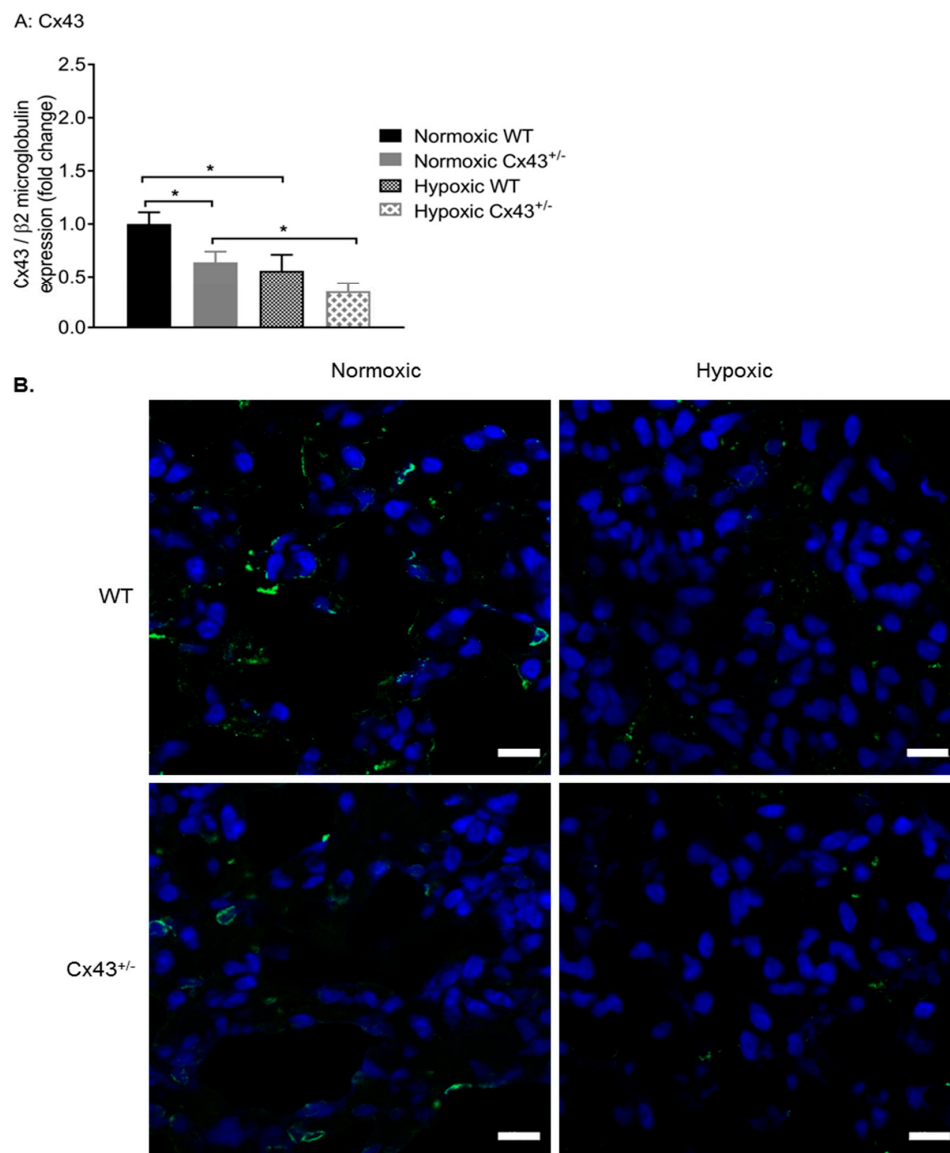 A: Cx43
2.5
2.0
1.5
1.0
0.5
0.0
Cx43 / β2 microglobulin
expression (fold change)
*
*
*
Normoxic WT
Normoxic Cx43+/-
Hypoxic WT
Hypoxic Cx43+/-
B.
Normoxic
Hypoxic
WT
Cx43+/-